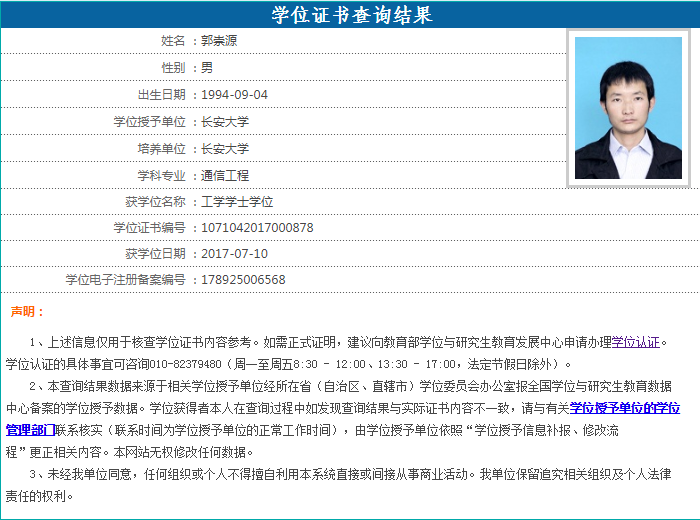 学位证书查询结果
姓名 ：郭崇源
性别 ：男
出生日期 ：1994-09-04
学位授予单位 ：长安大学
培养单位 ：长安大学
学科专业 ：通信工程
获学位名称 ：工学学士学位
学位证书编号 ：1071042017000878
获学位日期 ：2017-07-10
学位电子注册备案编号 ：178925006568
声明：
1、上述信息仅用于核查学位证书内容参考。如需正式证明，建议向教育部学位与研究生教育发展中心申请办理学位认证。
学位认证的具体事宜可咨询010-82379480（周一至周五8:30 - 12:00、13:30 - 17:00，法定节假日除外）。
2、本查询结果数据来源于相关学位授予单位经所在省（自治区、直辖市）学位委员会办公室报全国学位与研究生教育数据
中心备案的学位授予数据。学位获得者本人在查询过程中如发现查询结果与实际证书内容不一致，请与有关学位授予单位的学位
管理部门联系核实（联系时间为学位授予单位的正常工作时间），由学位授予单位依照“学位授予信息补报、修改流
程”更正相关内容。本网站无权修改任何数据。
3、未经我单位同意，任何组织或个人不得擅自利用本系统直接或间接从事商业活动。我单位保留追究相关组织及个人法律
责任的权利。